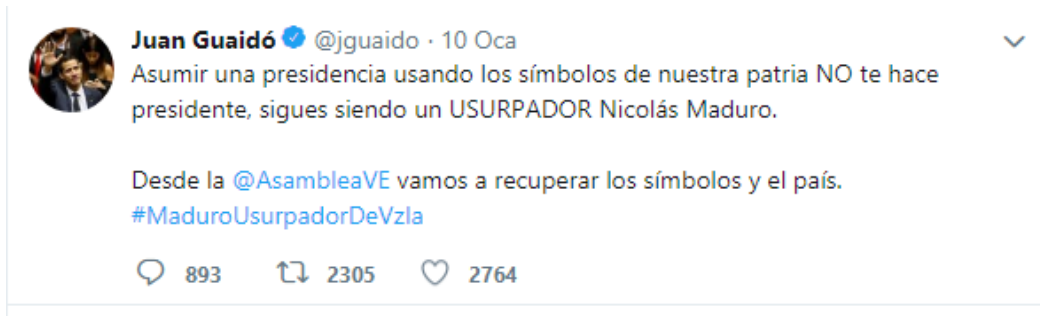 Juan Guaidó @jguaido · 10 Oca
Asumir una presidencia usando los símbolos de nuestra patria NO te hace
presidente, sigues siendo un USURPADOR Nicolás Maduro.
Desde la @AsambleaVE vamos a recuperar los símbolos y el país.
#MaduroUsurpadorDeVzla
893 2305 2764